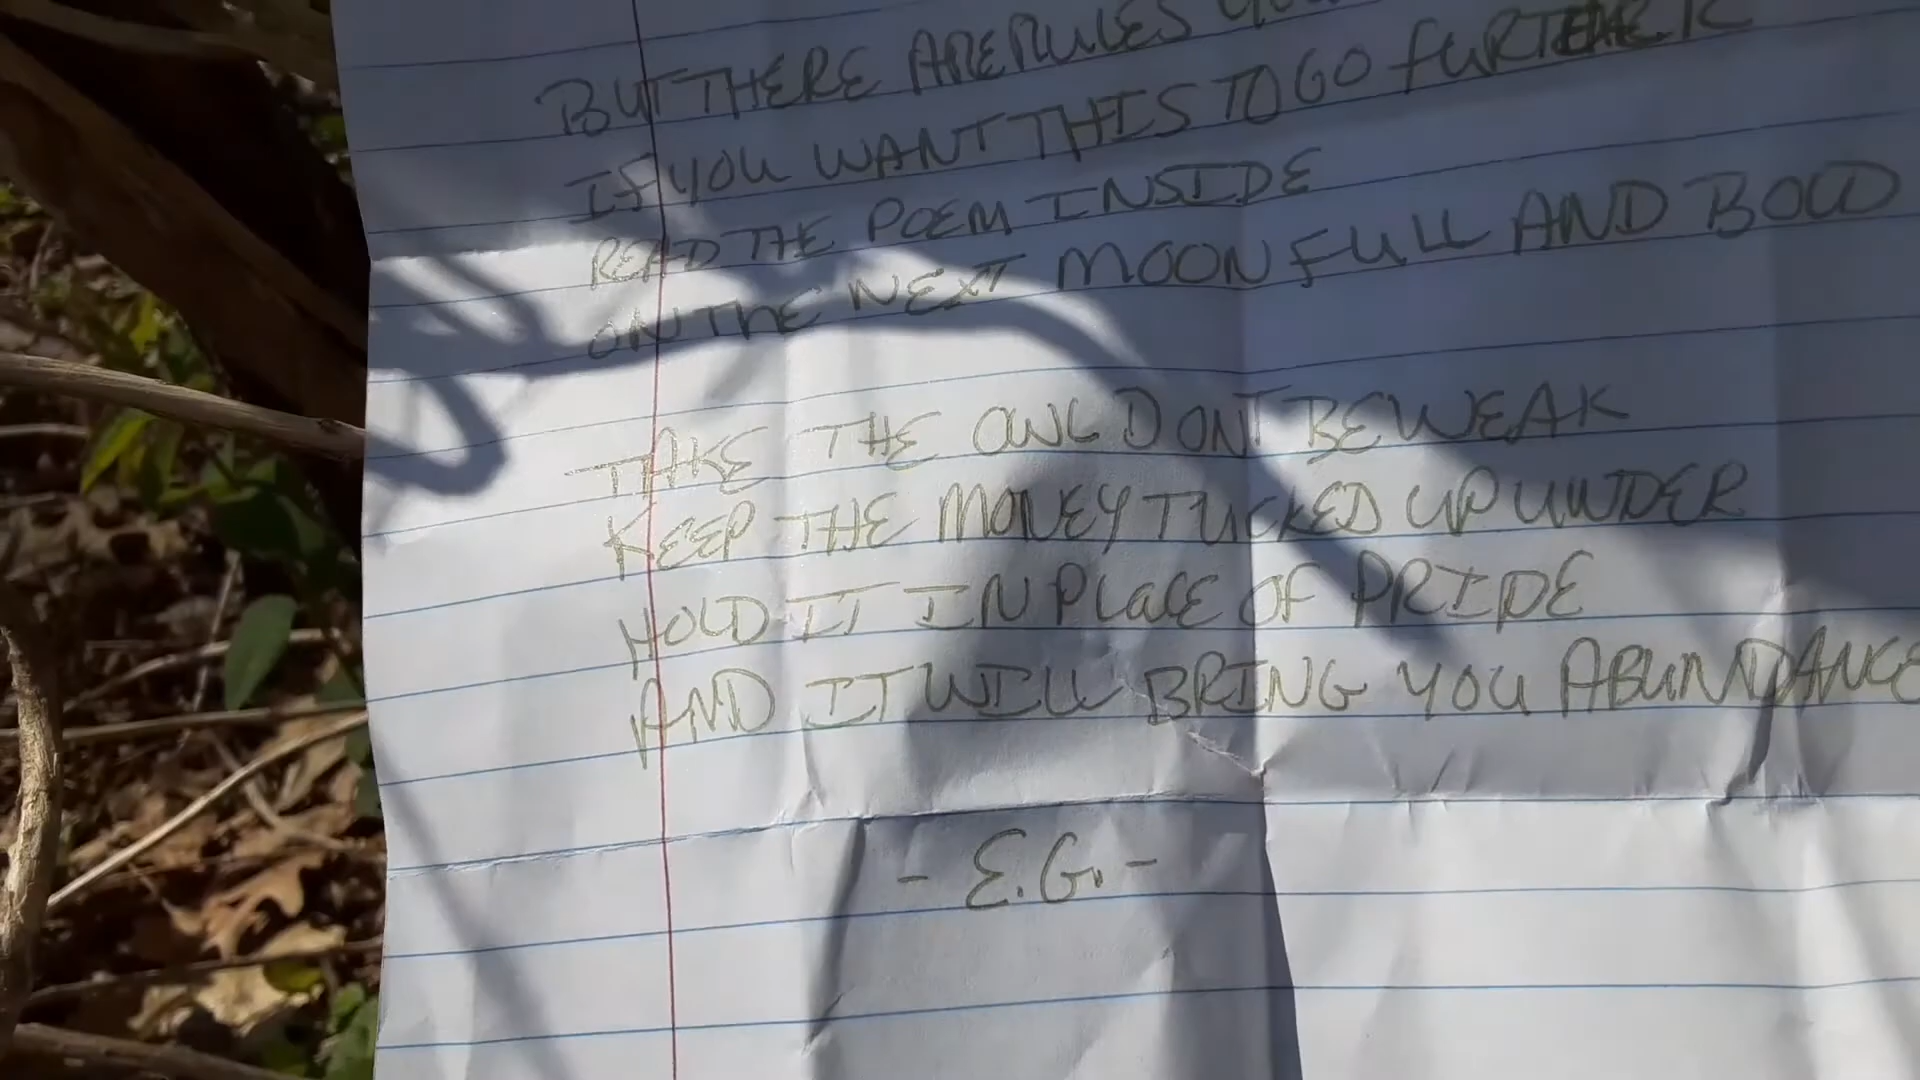 BUT THERE ARE RULES
IF YOU WANT THIS TO GO FURTHER
READ THE POEM INSIDE
ON THE NEXT MOON FULL AND BOLD
TAKE THE OWL DONT BE WEAK
KEEP THE MONEY TUCKED UP UNDER
HOLD IT IN PLACE OF PRIDE
AND IT WILL BRING YOU ABUNDANCE
- E.G. -